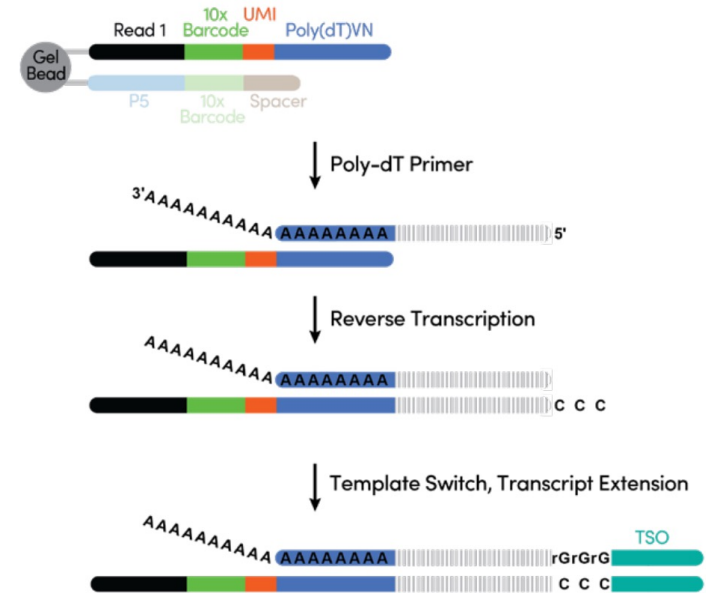 10x UMI
Read 1 Barcode Poly(dT)VN
Gel
Bead
P5 10x Spacer
Barcode
Poly-dT Primer
3'AAAAAAAAAA AAAAAAAA 5'
Reverse Transcription
AAAAAAAAAA AAAAAAAA
C C C
Template Switch, Transcript Extension
TSO
AAAAAAAAAA AAAAAAAA rGrGrG
C C C